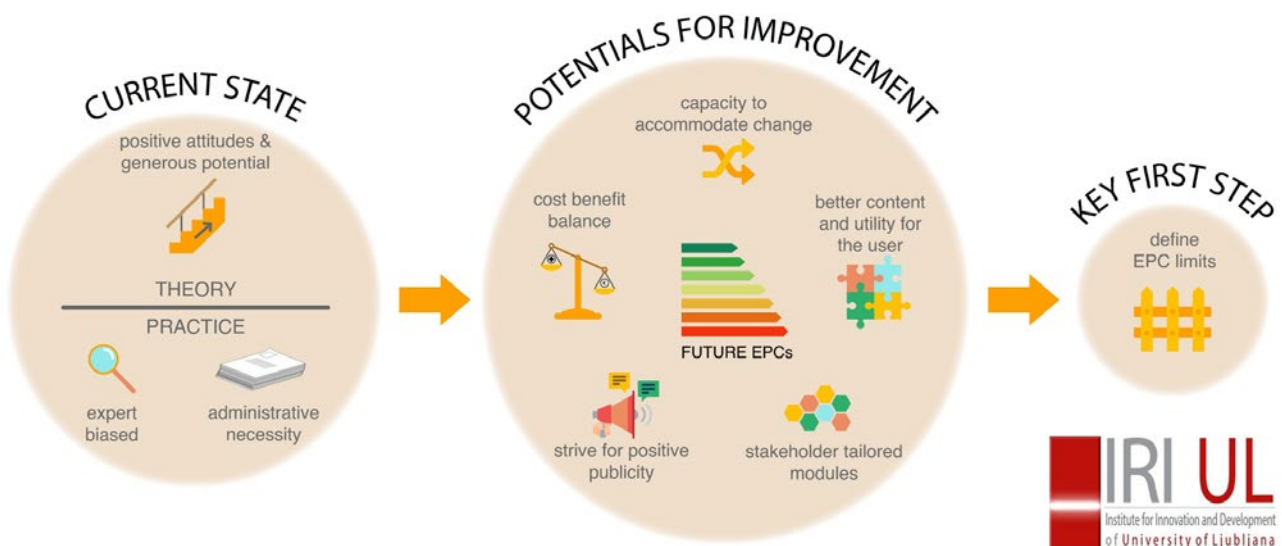 CURRENT STATE
positive attitudes &
generous potential
THEORY
PRACTICE
expert
biased
administrative
necessity
POTENTIALS FOR IMPROVEMENT
capacity to
accommodate change
cost benefit
balance
better content
and utility for
the user
FUTURE EPCs
strive for positive
publicity
stakeholder tailored
modules
KEY FIRST STEP
define
EPC limits
IRI UL
Institute for Innovation and Development
of University of Ljubljana